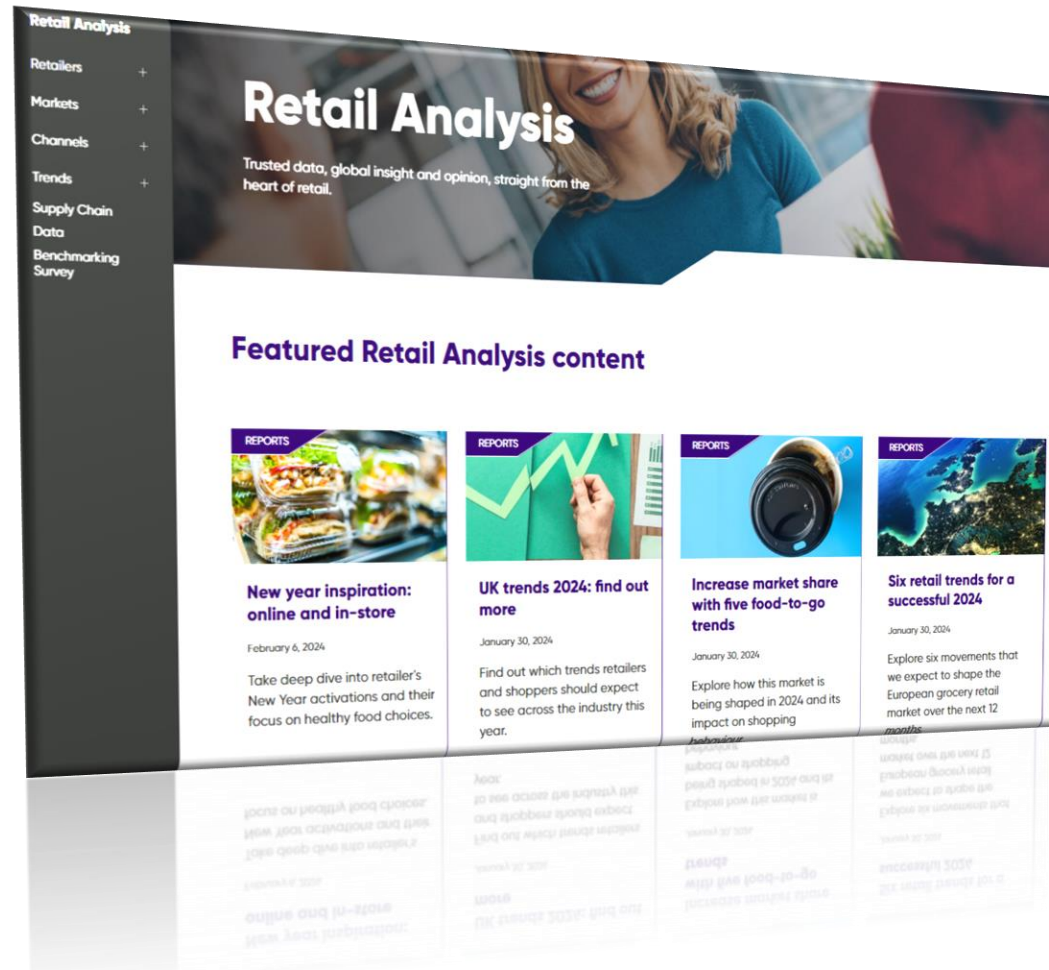 Retail Analysis
Retailers +
Markets +
Channels +
Trends +
Supply Chain
Data
Benchmarking
Survey
Retail Analysis
Trusted data, global insight and opinion, straight from the
heart of retail.
Featured Retail Analysis content
REPORTS
New year inspiration:
online and in-store
February 6, 2024
Take deep dive into retailer's
New Year activations and their
focus on healthy food choices.
REPORTS
UK trends 2024: find out
more
January 30, 2024
Find out which trends retailers
and shoppers should expect
to see across the industry this
year.
REPORTS
Increase market share
with five food-to-go
trends
January 30, 2024
Explore how this market is
being shaped in 2024 and its
impact on shopping
behaviour
REPORTS
Six retail trends for a
successful 2024
January 30, 2024
Explore six movements that
we expect to shape the
European grocery retail
market over the next 12
months